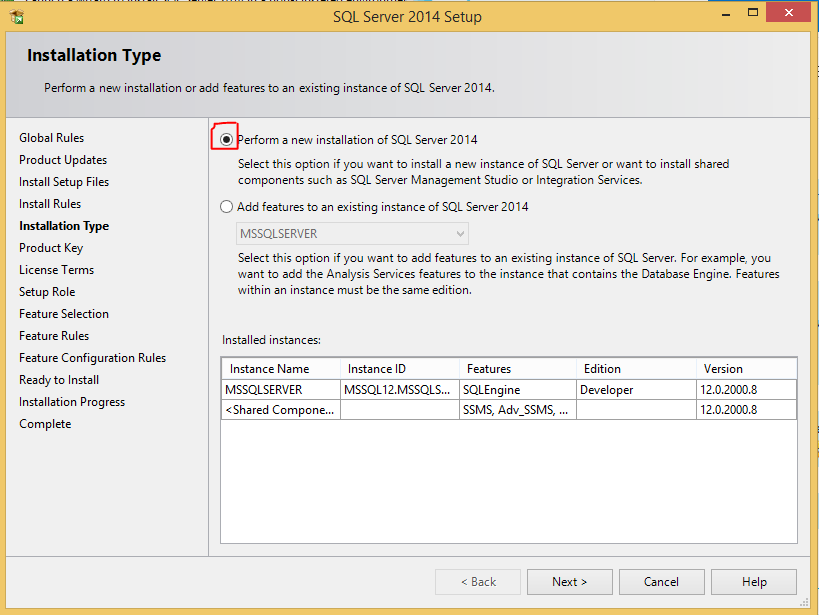 SQL Server 2014 Setup
Installation Type
Perform a new installation or add features to an existing instance of SQL Server 2014.
Global Rules
Product Updates
Install Setup Files
Install Rules
Installation Type
Product Key
License Terms
Setup Role
Feature Selection
Feature Rules
Feature Configuration Rules
Ready to Install
Installation Progress
Complete
Perform a new installation of SQL Server 2014
Select this option if you want to install a new instance of SQL Server or want to install shared
components such as SQL Server Management Studio or Integration Services.
Add features to an existing instance of SQL Server 2014
MSSQLSERVER
Select this option if you want to add features to an existing instance of SQL Server. For example, you
want to add the Analysis Services features to the instance that contains the Database Engine. Features
within an instance must be the same edition.
Installed instances:
Instance Name Instance ID Features Edition Version
MSSQLSERVER MSSQL12.MSSQLS... SQLEngine Developer 12.0.2000.8
<Shared Compone... SSMS, Adv_SSMS, ... 12.0.2000.8
< Back Next > Cancel Help